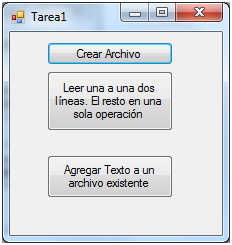 Tarea1
Crear Archivo
Leer una a una dos
líneas. El resto en una
sola operación
Agregar Texto a un
archivo existente